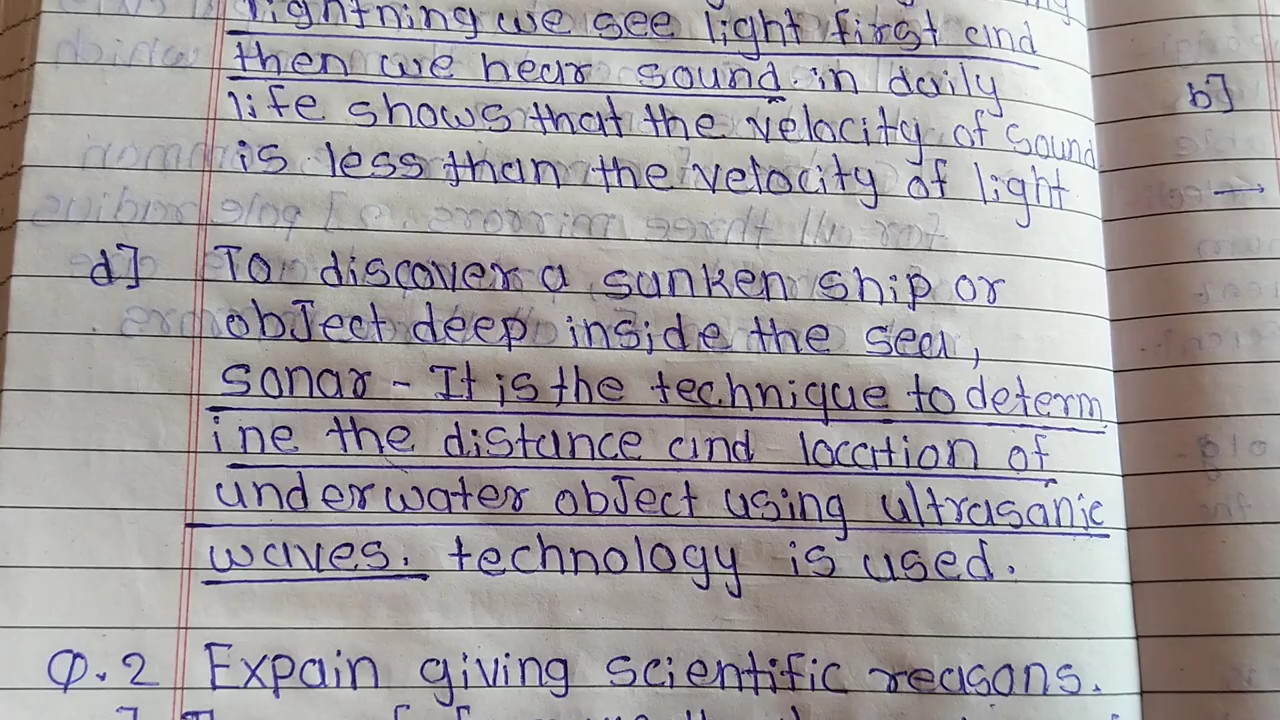 lightning we see light first and
then we hear sound. in daily
life shows that the velocity of sound
is less than the velocity of light
d] To discover a sunken ship or
object deep inside the sea,
sonar - It is the technique to determ
ine the distance and location of
underwater object using ultrasanic
waves. technology is used.
Q.2 Expain giving scientific reasons.
b]
→